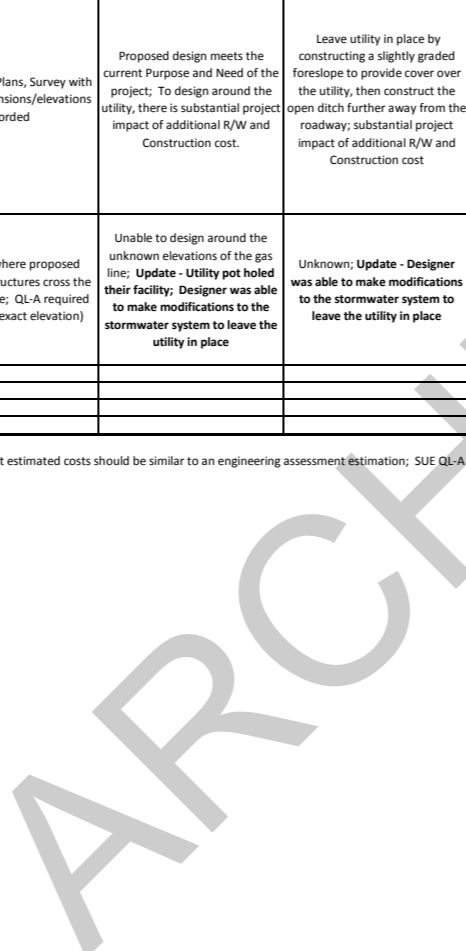 Plans, Survey with
nsions/elevations
orded
Proposed design meets the
current Purpose and Need of the
project; To design around the
utility, there is substantial project
impact of additional R/W and
Construction cost.
Leave utility in place by
constructing a slightly graded
foreslope to provide cover over
the utility, then construct the
open ditch further away from the
roadway; substantial project
impact of additional R/W and
Construction cost
where proposed
uctures cross the
e; QL-A required
exact elevation)
Unable to design around the
unknown elevations of the gas
line; Update - Utility pot holed
their facility; Designer was able
to make modifications to the
stormwater system to leave the
utility in place
Unknown; Update - Designer
was able to make modifications
to the stormwater system to
leave the utility in place
t estimated costs should be similar to an engineering assessment estimation; SUE QL-A
ARCH